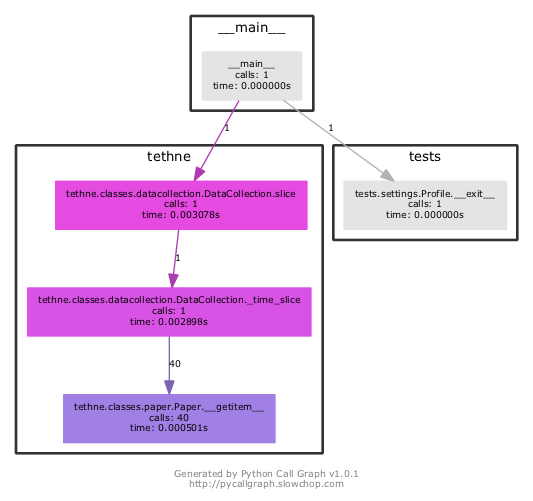 __main__
__main__
calls: 1
time: 0.000000s
1
1
tethne
tests
tethne.classes.datacollection.DataCollection.slice
calls: 1
time: 0.003078s
tests.settings.Profile.__exit__
calls: 1
time: 0.000000s
1
tethne.classes.datacollection.DataCollection._time_slice
calls: 1
time: 0.002898s
40
tethne.classes.paper.Paper.__getitem__
calls: 40
time: 0.000501s
Generated by Python Call Graph v1.0.1
http://pycallgraph.slowchop.com